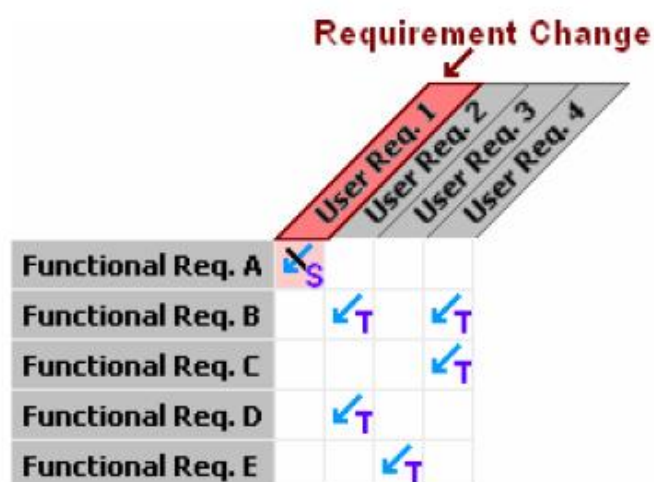 Requirement Change
User Req. 1
User Req. 2
User Req. 3
User Req. 4
Functional Req. A S
Functional Req. B T T
Functional Req. C T
Functional Req. D T
Functional Req. E T